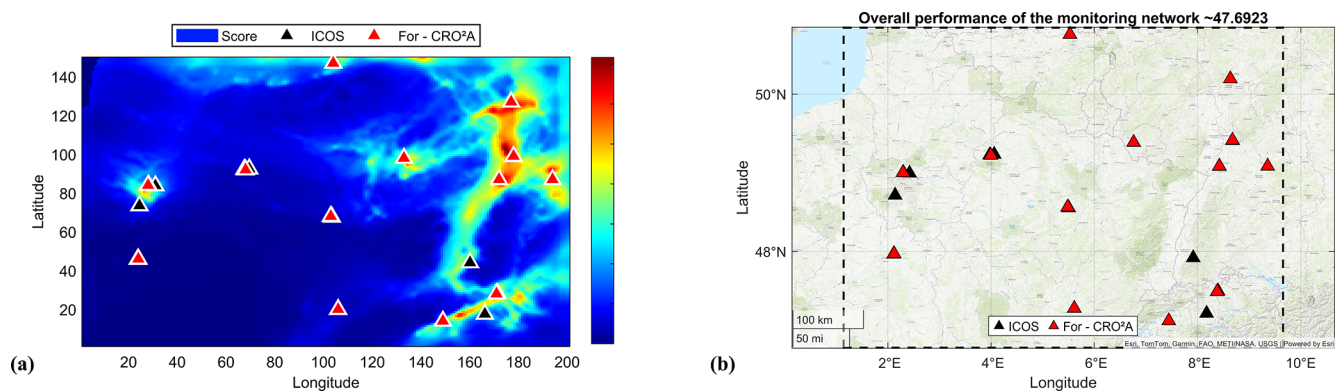 Score ICOS For - CRO²A
140
120
100
80
60
40
20
Latitude
20 40 60 80 100 120 140 160 180 200
Longitude
(a)
Overall performance of the monitoring network ~47.6923
50°N
48°N
Latitude
100 km
50 mi
ICOS For - CRO²A
Esri, TomTom, Garmin, FAO, METI/NASA, USGS | Powered by Esri
2°E 4°E 6°E 8°E 10°E
Longitude
(b)